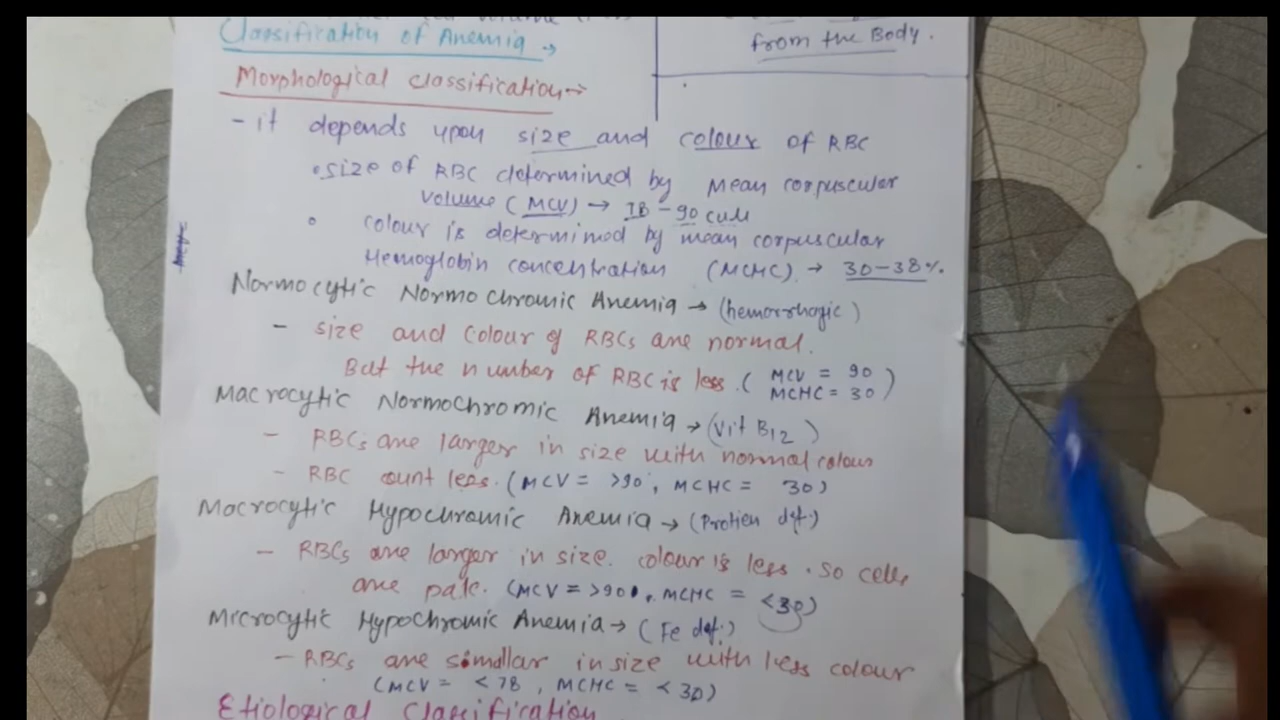 Classification of Anemia →
from the Body.
Morphological classification →
- it depends upon size and colour of RBC
• size of RBC determined by Mean corpuscular
Volume (MCV) → 78 - 90 cuu
• colour is determimed by mean corpuscular
Hemoglobin concentration (MCHC) → 30-38%.
Normocytic Normochromic Anemia → (hemorrhagic)
- size and colour of RBCs are normal.
But the number of RBC is less. (MCV = 90
MCHC = 30)
Macrocytic Normochromic Anemia → (Vit B12)
- RBCs are larger in size with normal colour
- RBC count less. (MCV = >90, MCHC = 30)
Macrocytic Hypochromic Anemia → (Protien def.)
- RBCs are larger in size. colour is less. so cells
are pale. (MCV = >90, MCHC = <30)
Microcytic Hypochromic Anemia → (Fe def.)
- RBCs are simallar in size with less colour
(MCV = <78, MCHC = <30)
Etiological Classification